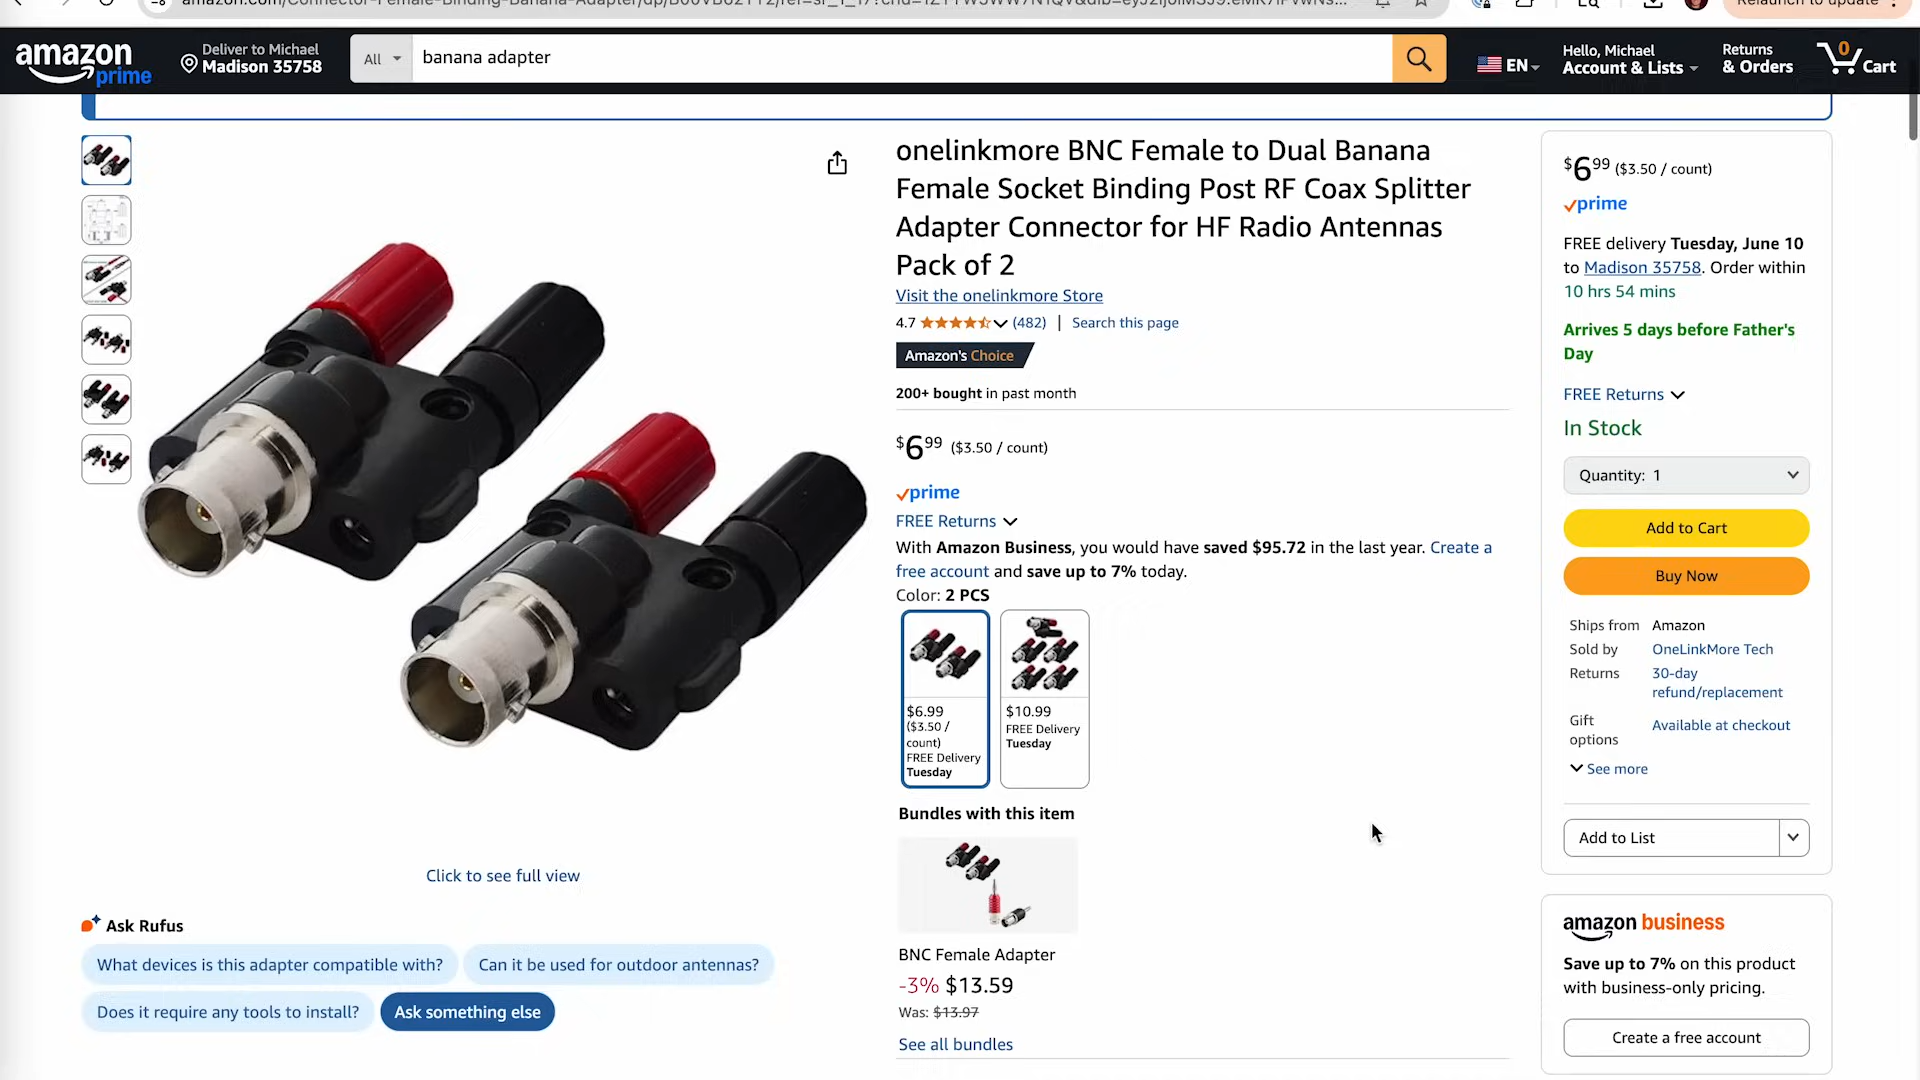 amazon
prime
Deliver to Michael
Madison 35758
All
banana adapter
EN
Hello, Michael
Account & Lists
Returns
& Orders
0
Cart
onelinkmore BNC Female to Dual Banana
Female Socket Binding Post RF Coax Splitter
Adapter Connector for HF Radio Antennas
Pack of 2
Visit the onelinkmore Store
4.7
(482)
Search this page
Amazon's Choice
200+ bought in past month
$6.99 ($3.50 / count)
prime
FREE Returns
With Amazon Business, you would have saved $95.72 in the last year. Create a
free account and save up to 7% today.
Color: 2 PCS
$6.99
($3.50 /
count)
FREE Delivery
Tuesday
$10.99
FREE Delivery
Tuesday
Bundles with this item
BNC Female Adapter
-3% $13.59
Was: $13.97
See all bundles
Click to see full view
Ask Rufus
What devices is this adapter compatible with?
Can it be used for outdoor antennas?
Does it require any tools to install?
Ask something else
$6.99 ($3.50 / count)
prime
FREE delivery Tuesday, June 10
to Madison 35758. Order within
10 hrs 54 mins
Arrives 5 days before Father's
Day
FREE Returns
In Stock
Quantity: 1
Add to Cart
Buy Now
Ships from Amazon
Sold by OneLinkMore Tech
Returns 30-day
refund/replacement
Gift
options
Available at checkout
See more
Add to List
amazon business
Save up to 7% on this product
with business-only pricing.
Create a free account